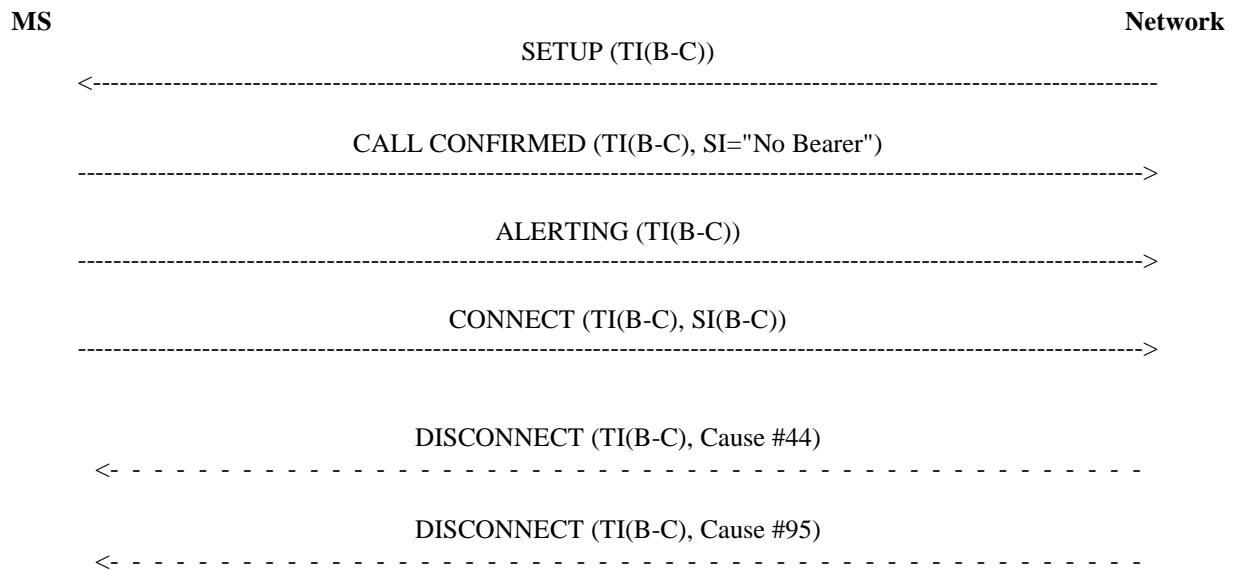 MS Network
SETUP (TI(B-C))
CALL CONFIRMED (TI(B-C), SI="No Bearer")
ALERTING (TI(B-C))
CONNECT (TI(B-C), SI(B-C))
DISCONNECT (TI(B-C), Cause #44)
DISCONNECT (TI(B-C), Cause #95)